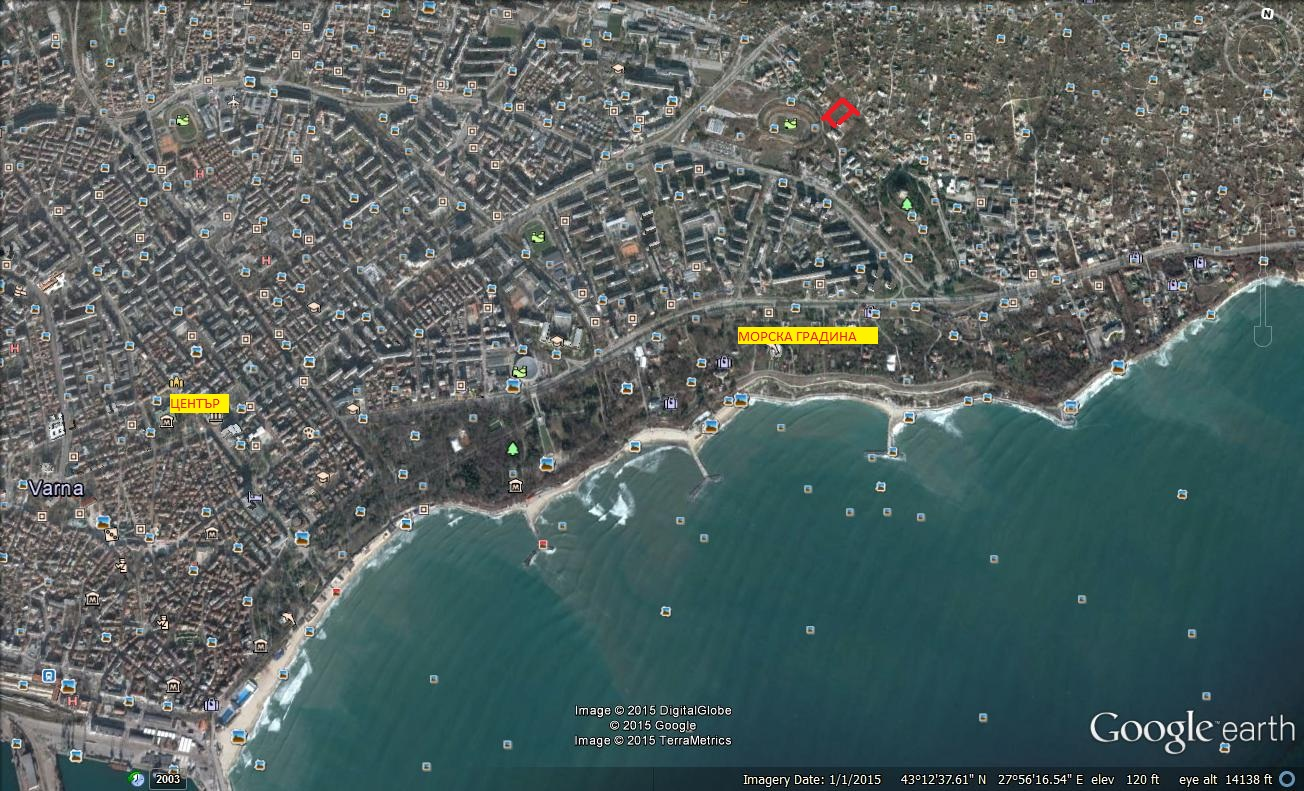 N
МОРСКА ГРАДИНА
ЦЕНТЪР
Varna
Image © 2015 DigitalGlobe
© 2015 Google
Image © 2015 TerraMetrics
Google earth
2003
Imagery Date: 1/1/2015 43°12'37.61" N 27°56'16.54" E elev 120 ft eye alt 14138 ft